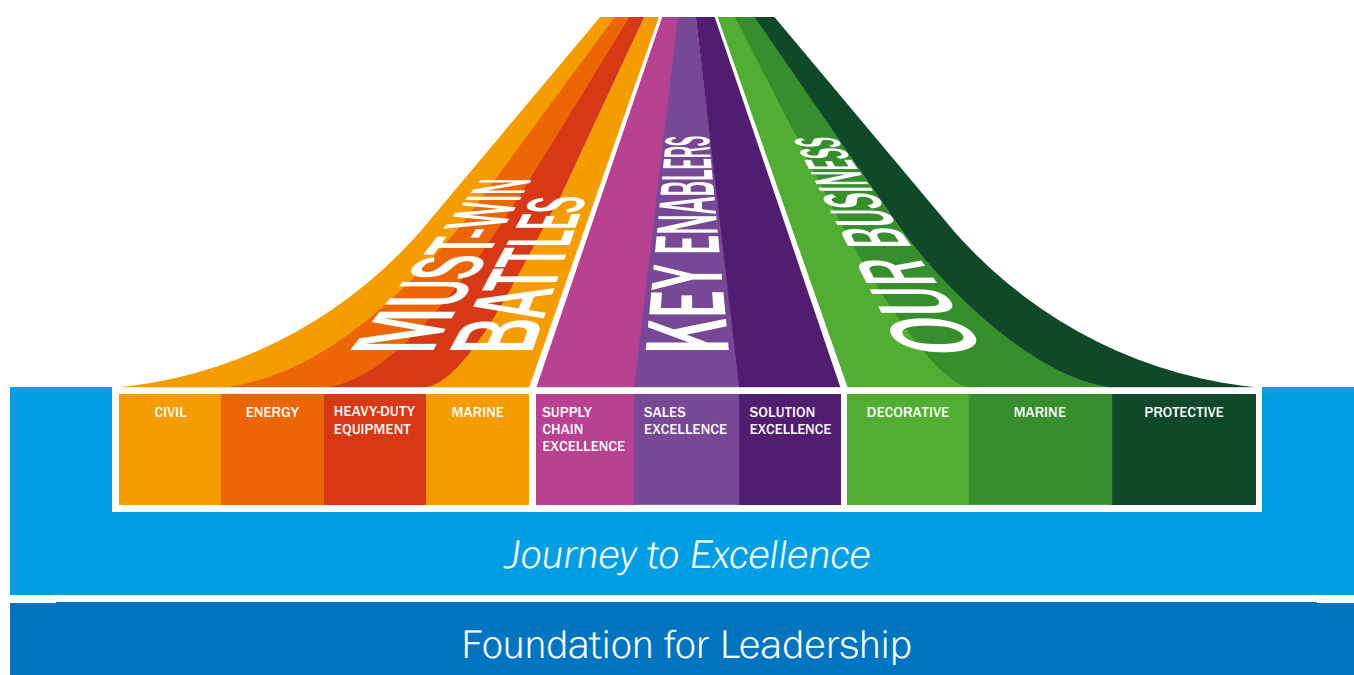 MUST-WIN
BATTLES
KEY ENABLERS
OUR BUSINESS
CIVIL
ENERGY
HEAVY-DUTY
EQUIPMENT
MARINE
SUPPLY
CHAIN
EXCELLENCE
SALES
EXCELLENCE
SOLUTION
EXCELLENCE
DECORATIVE
MARINE
PROTECTIVE
Journey to Excellence
Foundation for Leadership